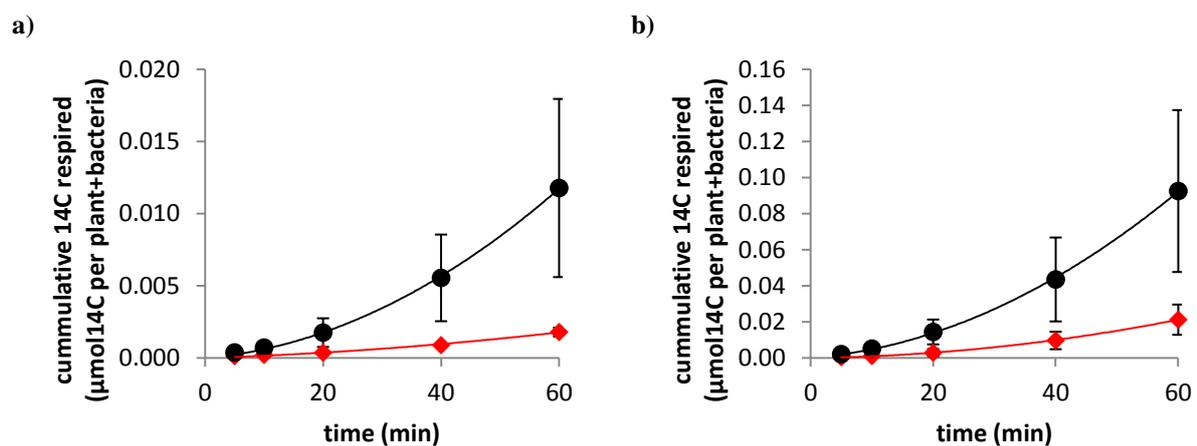 a)
cummulative 14C respired
(µmol14C per plant+bacteria)
0.020
0.015
0.010
0.005
0.000
0 20 40 60
time (min)
b)
cummulative 14C respired
(µmol14C per plant+bacteria)
0.16
0.14
0.12
0.10
0.08
0.06
0.04
0.02
0.00
0 20 40 60
time (min)